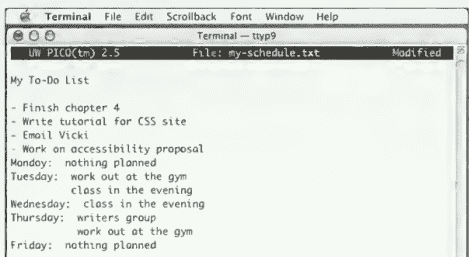 Terminal File Edit Scrollback Font Window Help
Terminal — ttyp9
UW PICO(tm) 2.5 File: my-schedule.txt Modified
My To-Do List
- Finish chapter 4
- Write tutorial for CSS site
- Email Vicki
- Work on accessibility proposal
Monday: nothing planned
Tuesday: work out at the gym
class in the evening
Wednesday: class in the evening
Thursday: writers group
work out at the gym
Friday: nothing planned